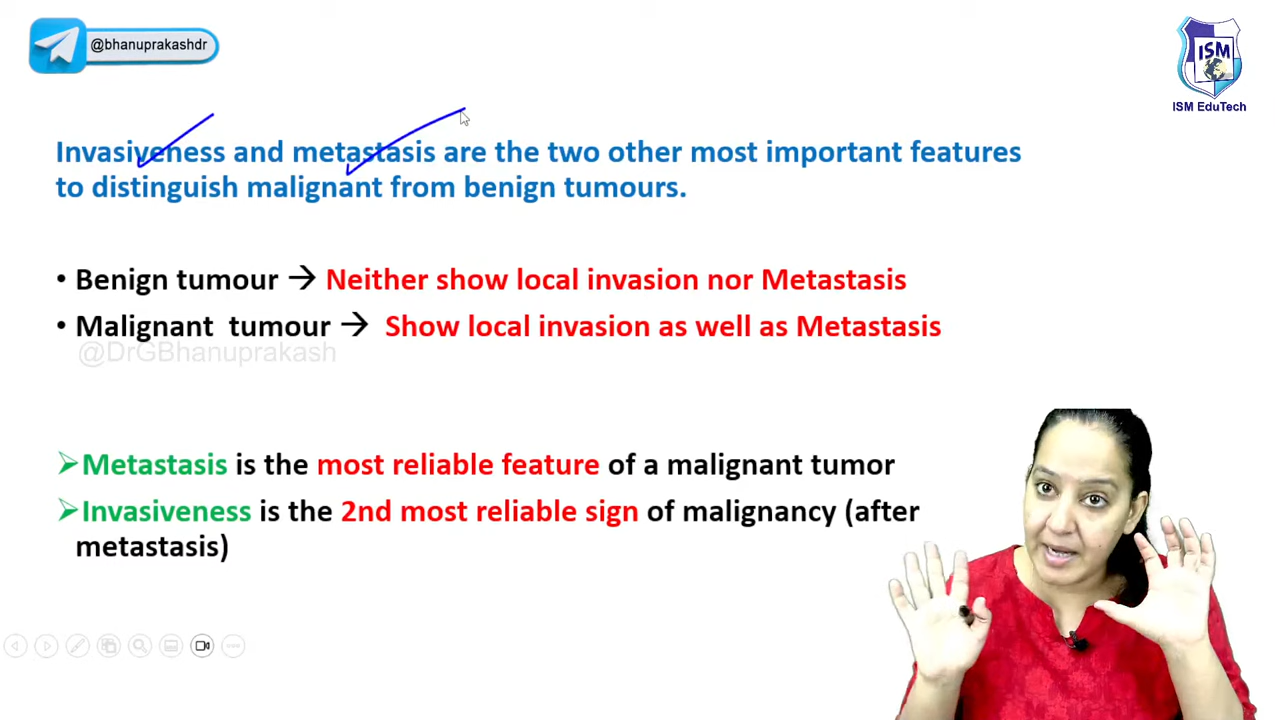 @bhanuprakashdr
ISM
ISM EduTech
Invasiveness and metastasis are the two other most important features
to distinguish malignant from benign tumours.
• Benign tumour → Neither show local invasion nor Metastasis
• Malignant tumour → Show local invasion as well as Metastasis
@DrGBhanuprakash
➢Metastasis is the most reliable feature of a malignant tumor
➢Invasiveness is the 2nd most reliable sign of malignancy (after
metastasis)